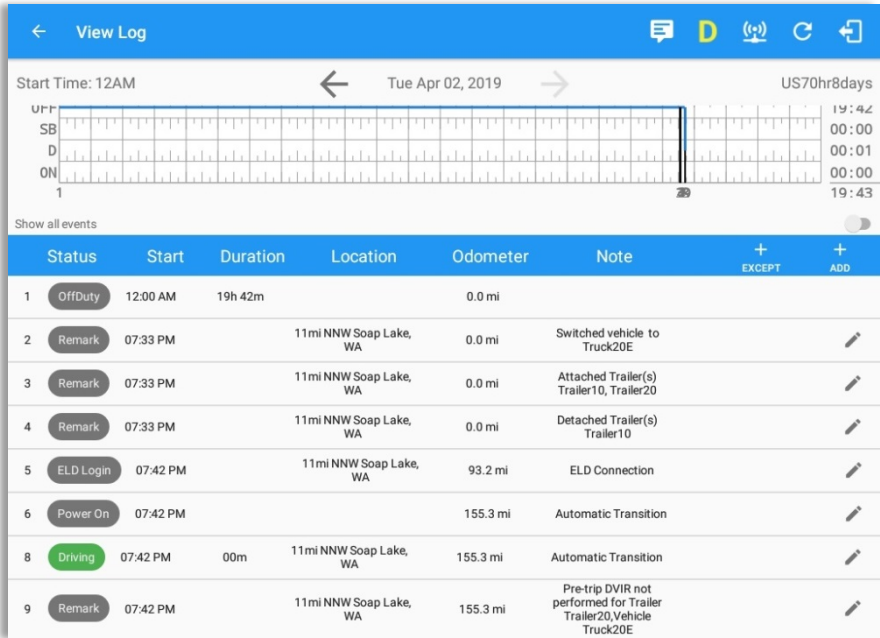 View Log D
Start Time: 12AM Tue Apr 02, 2019 US70hr8days
OFF 19:42
SB 00:00
D 00:01
ON 00:00
1 19:43
Show all events
Status Start Duration Location Odometer Note + EXCEPT + ADD
1 OffDuty 12:00 AM 19h 42m 0.0 mi
2 Remark 07:33 PM 11mi NNW Soap Lake, WA 0.0 mi Switched vehicle to Truck20E
3 Remark 07:33 PM 11mi NNW Soap Lake, WA 0.0 mi Attached Trailer(s) Trailer10, Trailer20
4 Remark 07:33 PM 11mi NNW Soap Lake, WA 0.0 mi Detached Trailer(s) Trailer10
5 ELD Login 07:42 PM 11mi NNW Soap Lake, WA 93.2 mi ELD Connection
6 Power On 07:42 PM 155.3 mi Automatic Transition
8 Driving 07:42 PM 00m 11mi NNW Soap Lake, WA 155.3 mi Automatic Transition
9 Remark 07:42 PM 11mi NNW Soap Lake, WA 155.3 mi Pre-trip DVIR not performed for Trailer Trailer20,Vehicle Truck20E